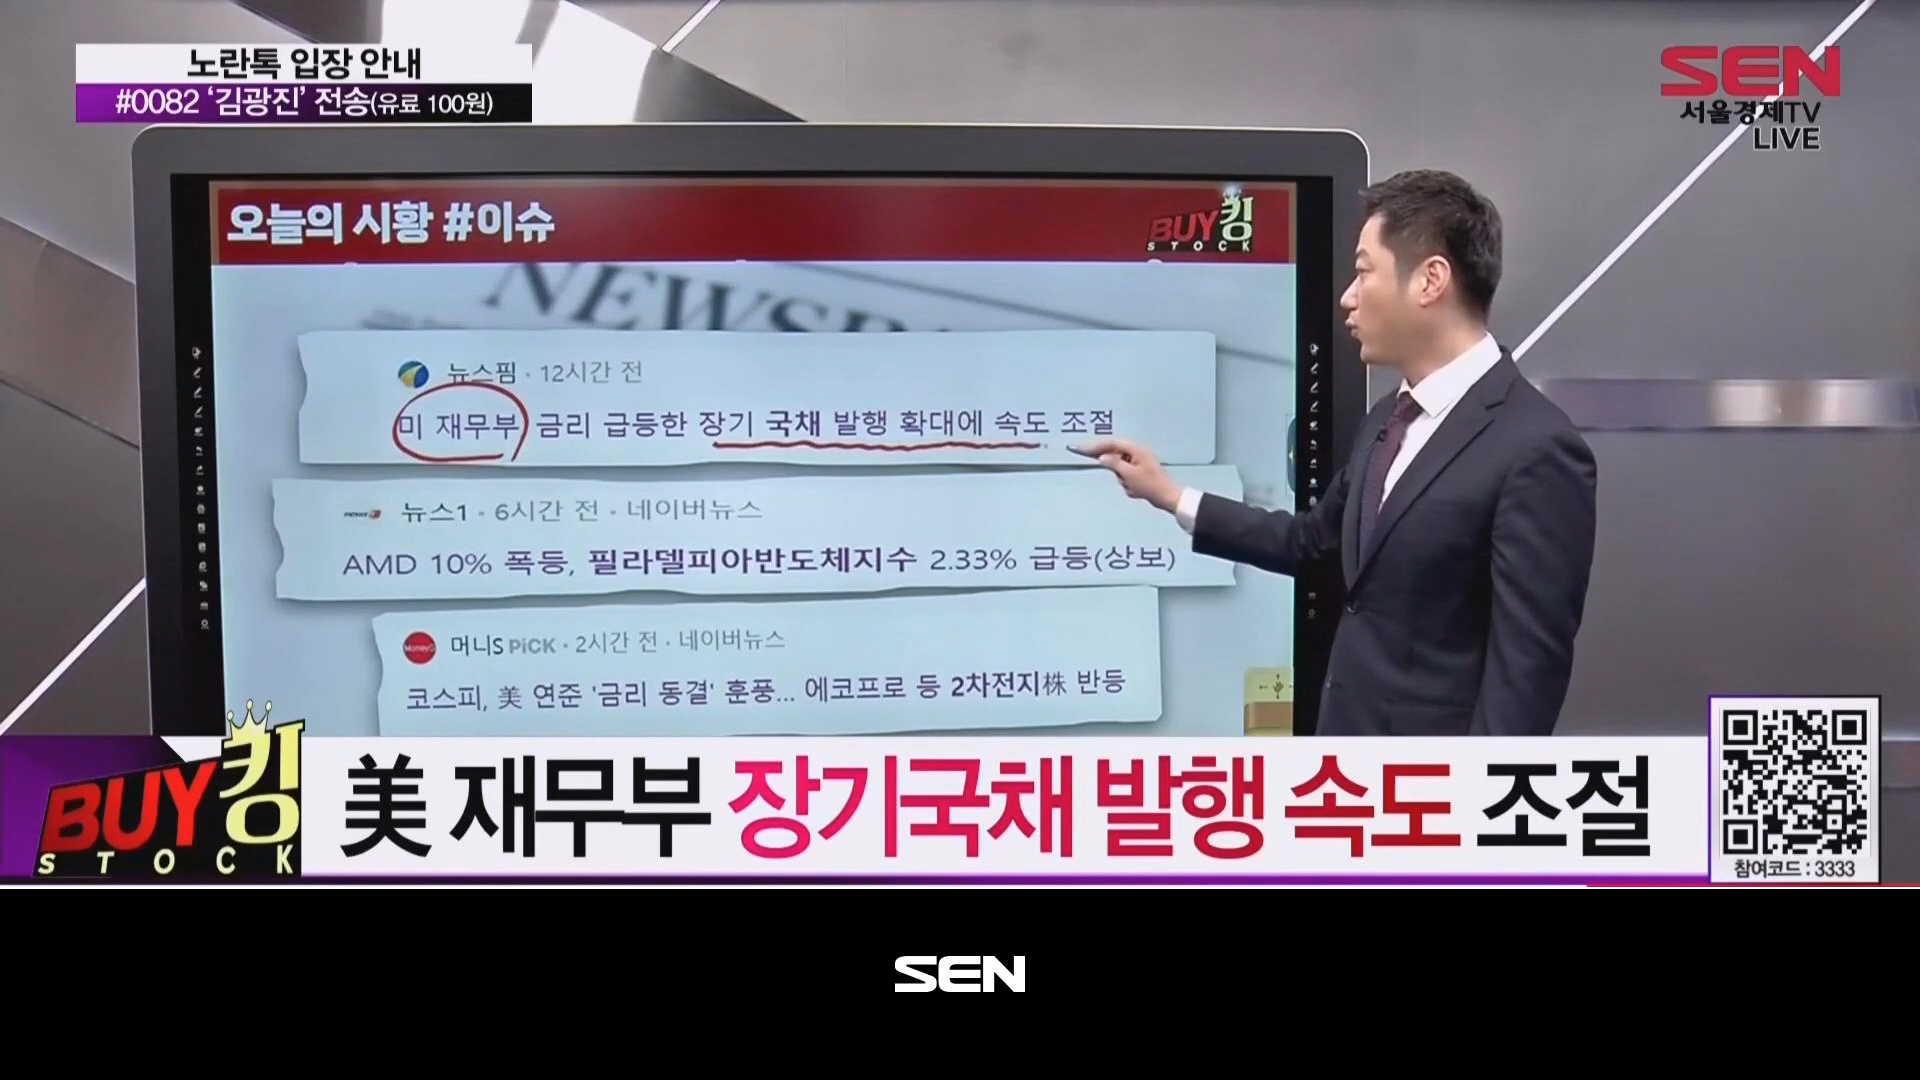 노란톡 입장 안내
#0082 ‘김광진’ 전송(유료 100원)
SEN
서울경제TV
LIVE
오늘의 시황 #이슈
BUY킹
STOCK
NEWSPA
뉴스핌 · 12시간 전
미 재무부 금리 급등한 장기 국채 발행 확대에 속도 조절
뉴스1 · 6시간 전 · 네이버뉴스
AMD 10% 폭등, 필라델피아반도체지수 2.33% 급등(상보)
머니S PiCK · 2시간 전 · 네이버뉴스
코스피, 美 연준 '금리 동결' 훈풍... 에코프로 등 2차전지株 반등
BUY킹
STOCK
美 재무부 장기국채 발행 속도 조절
참여코드 : 3333
SEN